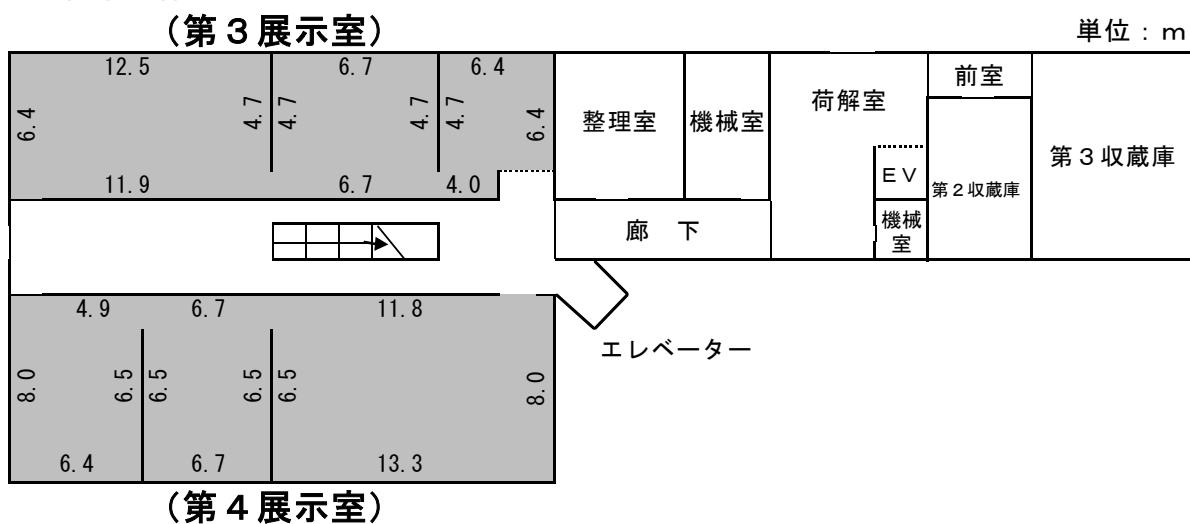 (第３展示室)
単位：ｍ
12.5 6.7 6.4
6.4 4.7 4.7 4.7 4.7 6.4
11.9 6.7 4.0
整理室
機械室
荷解室
前室
第３収蔵庫
ＥＶ
第２収蔵庫
機械
室
廊 下
4.9 6.7 11.8
8.0 6.5 6.5 6.5 6.5 8.0
6.4 6.7 13.3
エレベーター
(第４展示室)